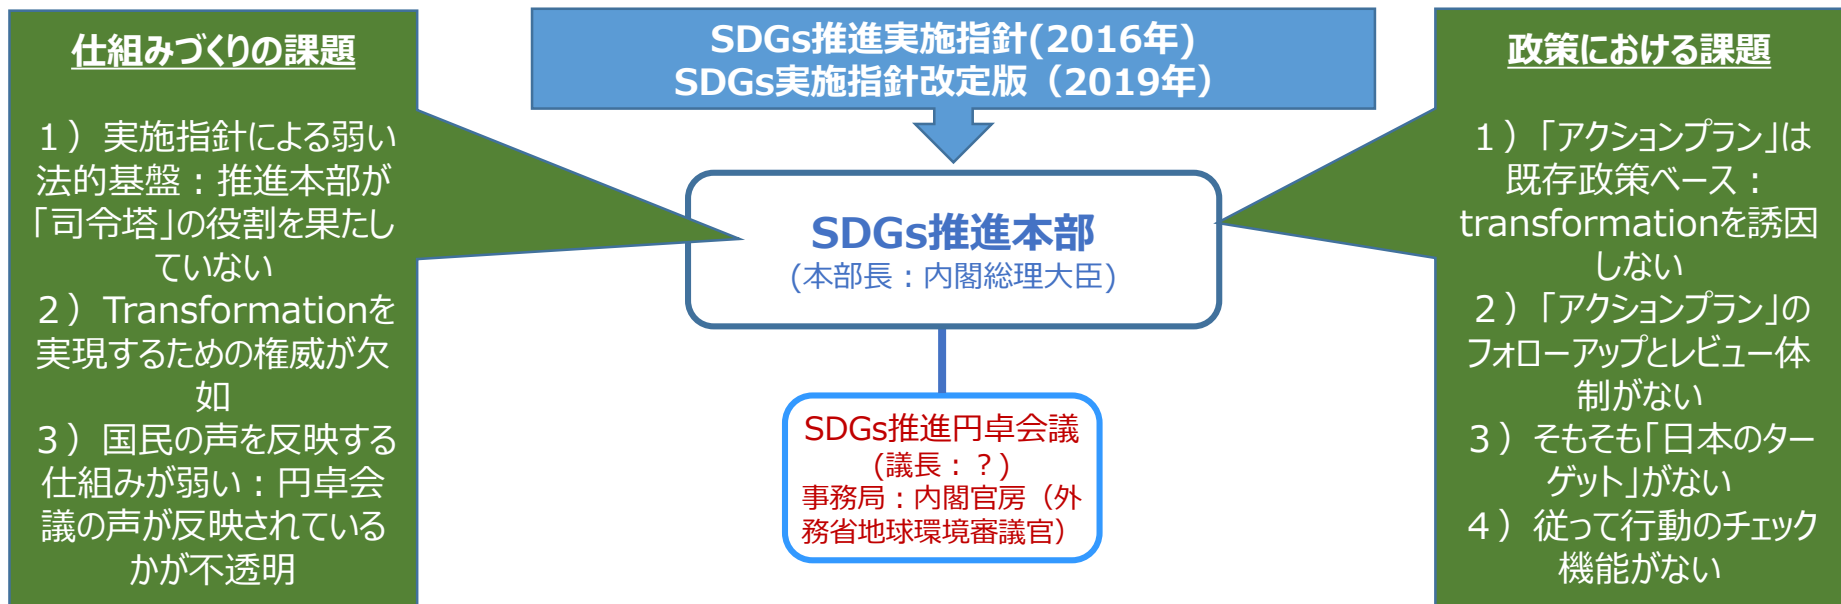 仕組みづくりの課題
１）実施指針による弱い
法的基盤：推進本部が
「司令塔」の役割を果たし
ていない
２）Transformationを
実現するための権威が欠
如
３）国民の声を反映する
仕組みが弱い：円卓会
議の声が反映されている
かが不透明
SDGs推進実施指針(2016年)
SDGs実施指針改定版（2019年）
SDGs推進本部
(本部長：内閣総理大臣)
SDGs推進円卓会議
(議長：？)
事務局：内閣官房（外
務省地球環境審議官）
政策における課題
１）「アクションプラン」は
既存政策ベース：
transformationを誘因
しない
２）「アクションプラン」の
フォローアップとレビュー体
制がない
３）そもそも「日本のター
ゲット」がない
４）従って行動のチェック
機能がない